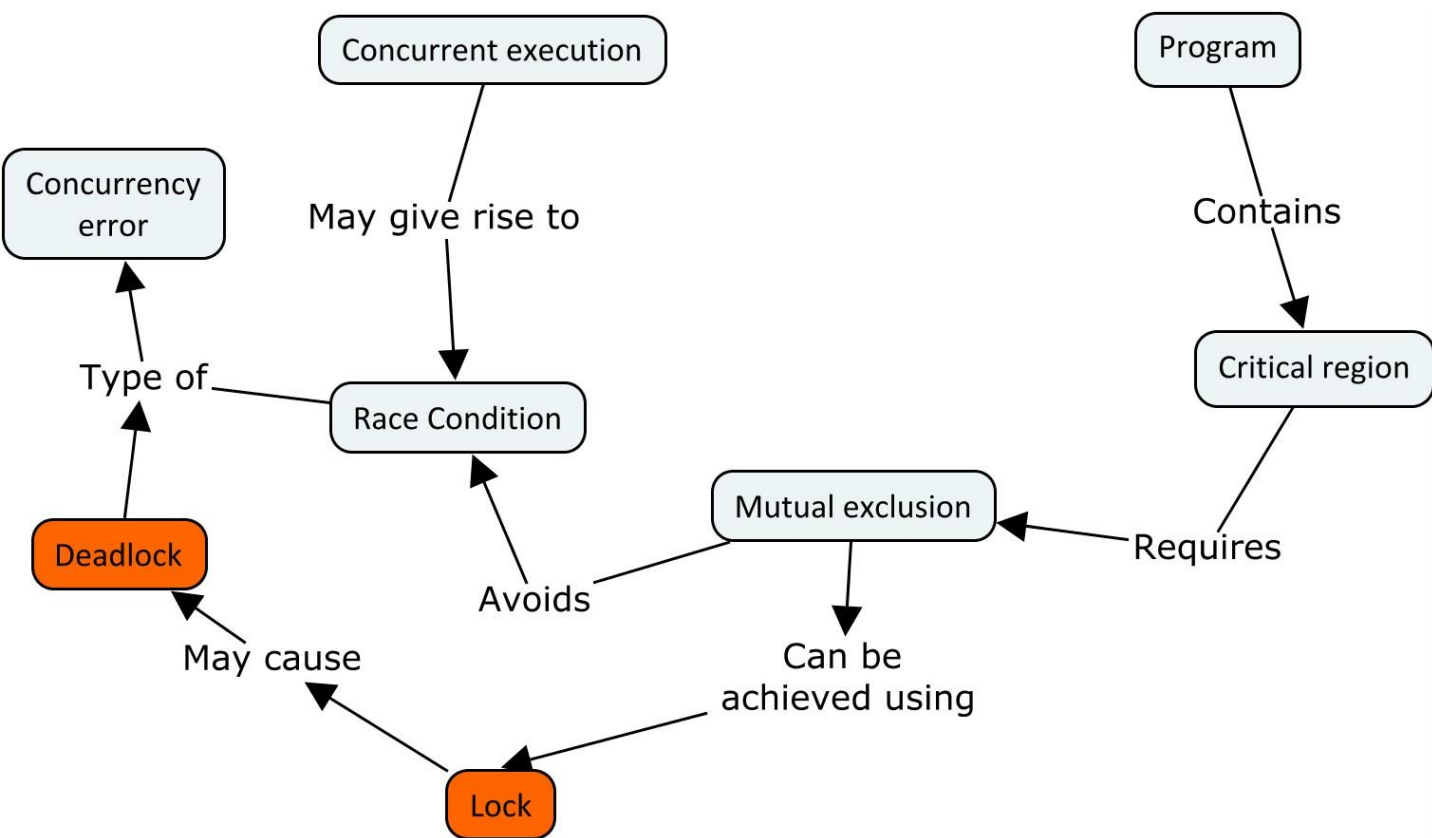 Concurrent execution
Program
Concurrency
error
May give rise to
Contains
Type of
Race Condition
Critical region
Mutual exclusion
Deadlock
Requires
Avoids
May cause
Can be
achieved using
Lock